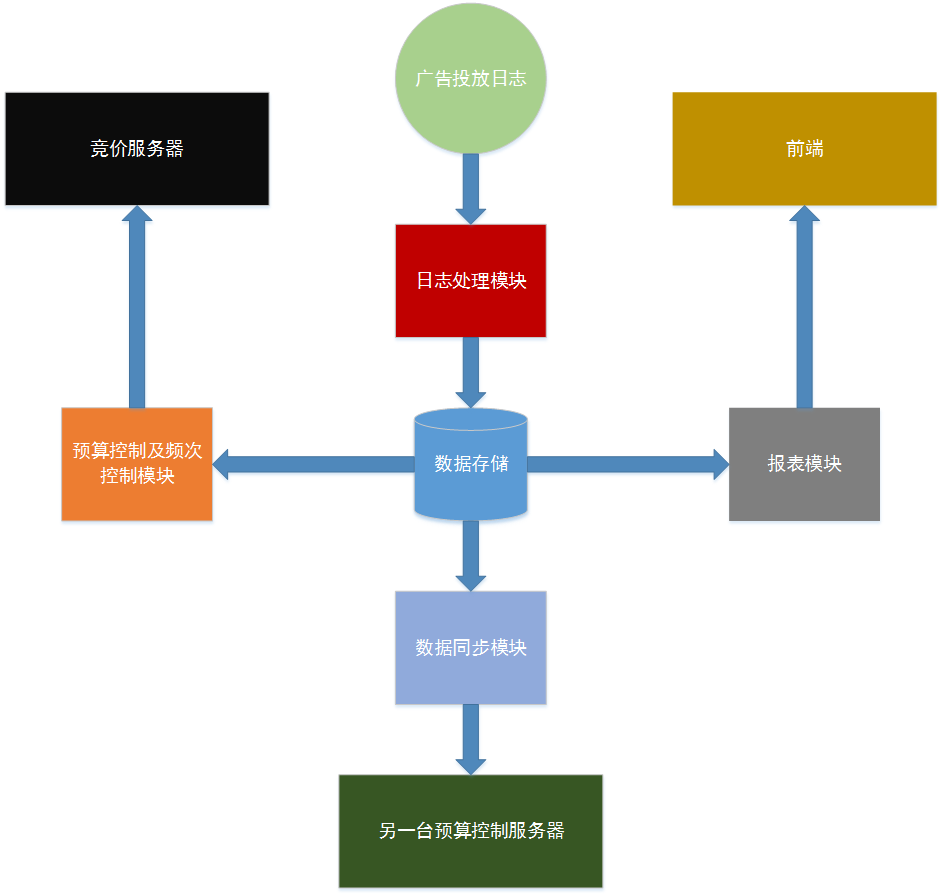 广告投放日志
竞价服务器
前端
日志处理模块
预算控制及频次
控制模块
数据存储
报表模块
数据同步模块
另一台预算控制服务器